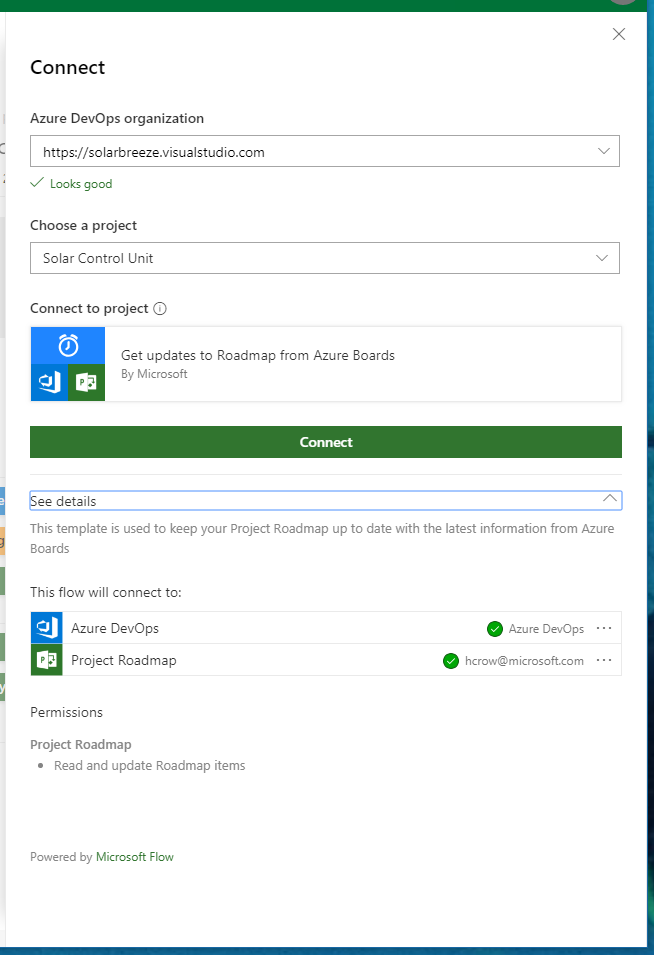 Connect
Azure DevOps organization
https://solarbreeze.visualstudio.com
Looks good
Choose a project
Solar Control Unit
Connect to project
Get updates to Roadmap from Azure Boards
By Microsoft
Connect
See details
This template is used to keep your Project Roadmap up to date with the latest information from Azure
Boards
This flow will connect to:
Azure DevOps Azure DevOps ···
Project Roadmap hcrow@microsoft.com ···
Permissions
Project Roadmap
• Read and update Roadmap items
Powered by Microsoft Flow